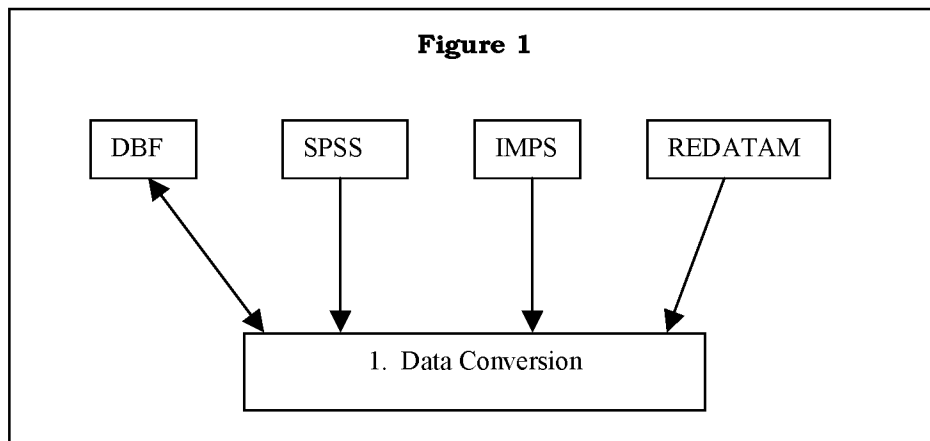 Figure 1
DBF
SPSS
IMPS
REDATAM
1. Data Conversion